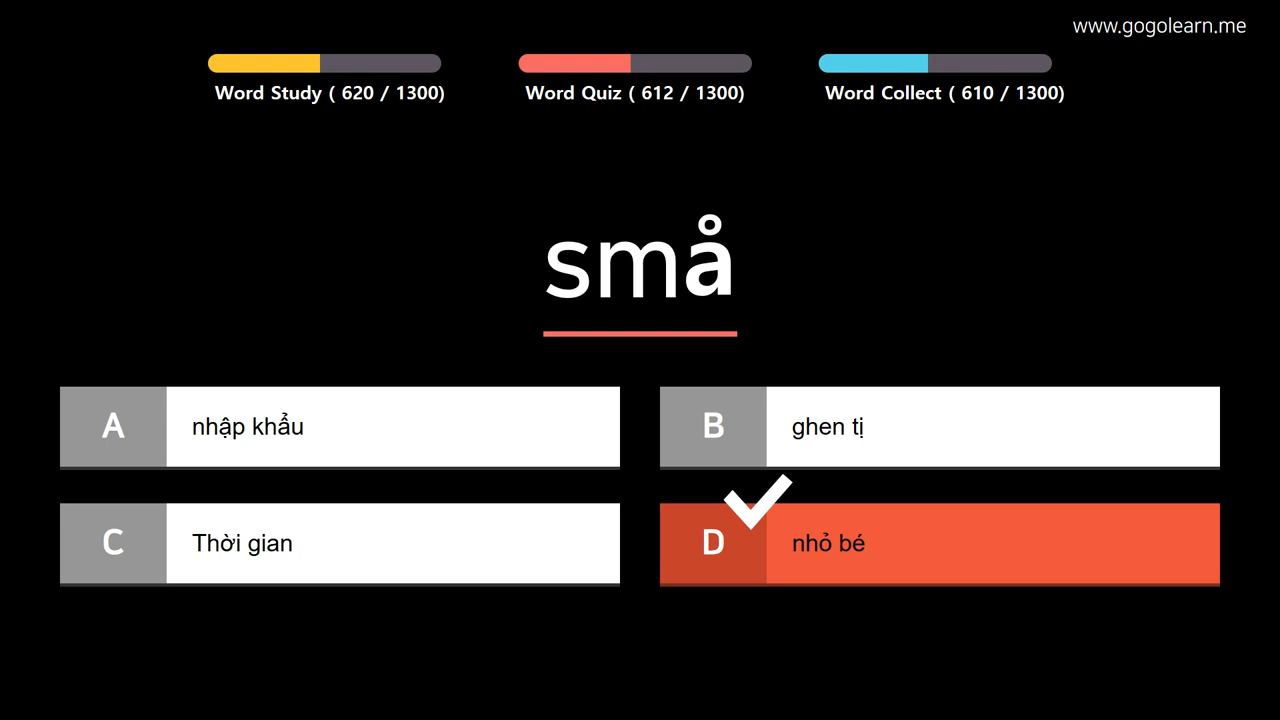 www.gogolearn.me
Word Study ( 620 / 1300)
Word Quiz ( 612 / 1300)
Word Collect ( 610 / 1300)
små
A nhập khẩu
B ghen tị
C Thời gian
D nhỏ bé